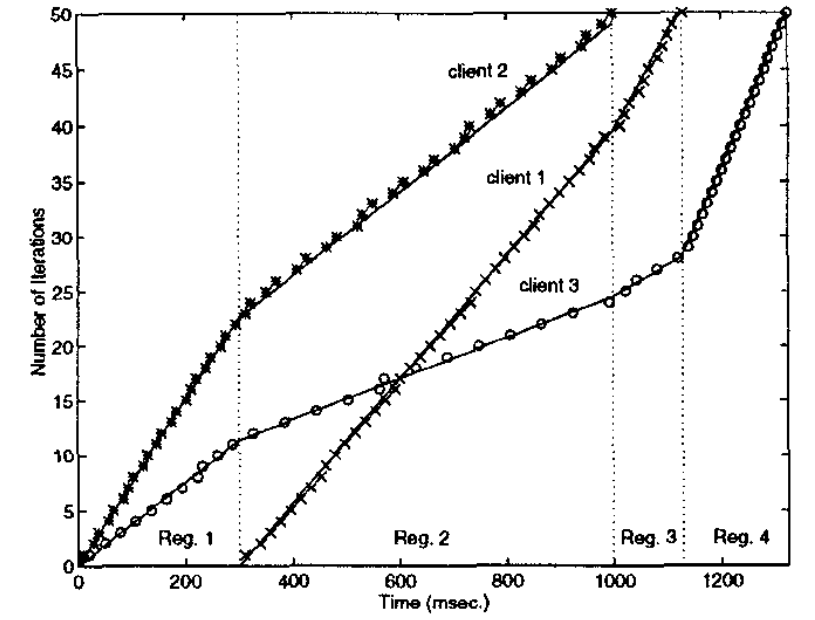 50
45
40
35
30
25
20
15
10
5
0
Number of Iterations
client 2
client 1
client 3
Reg. 1
Reg. 2
Reg. 3
Reg. 4
0
200
400
600
800
1000
1200
Time (msec.)